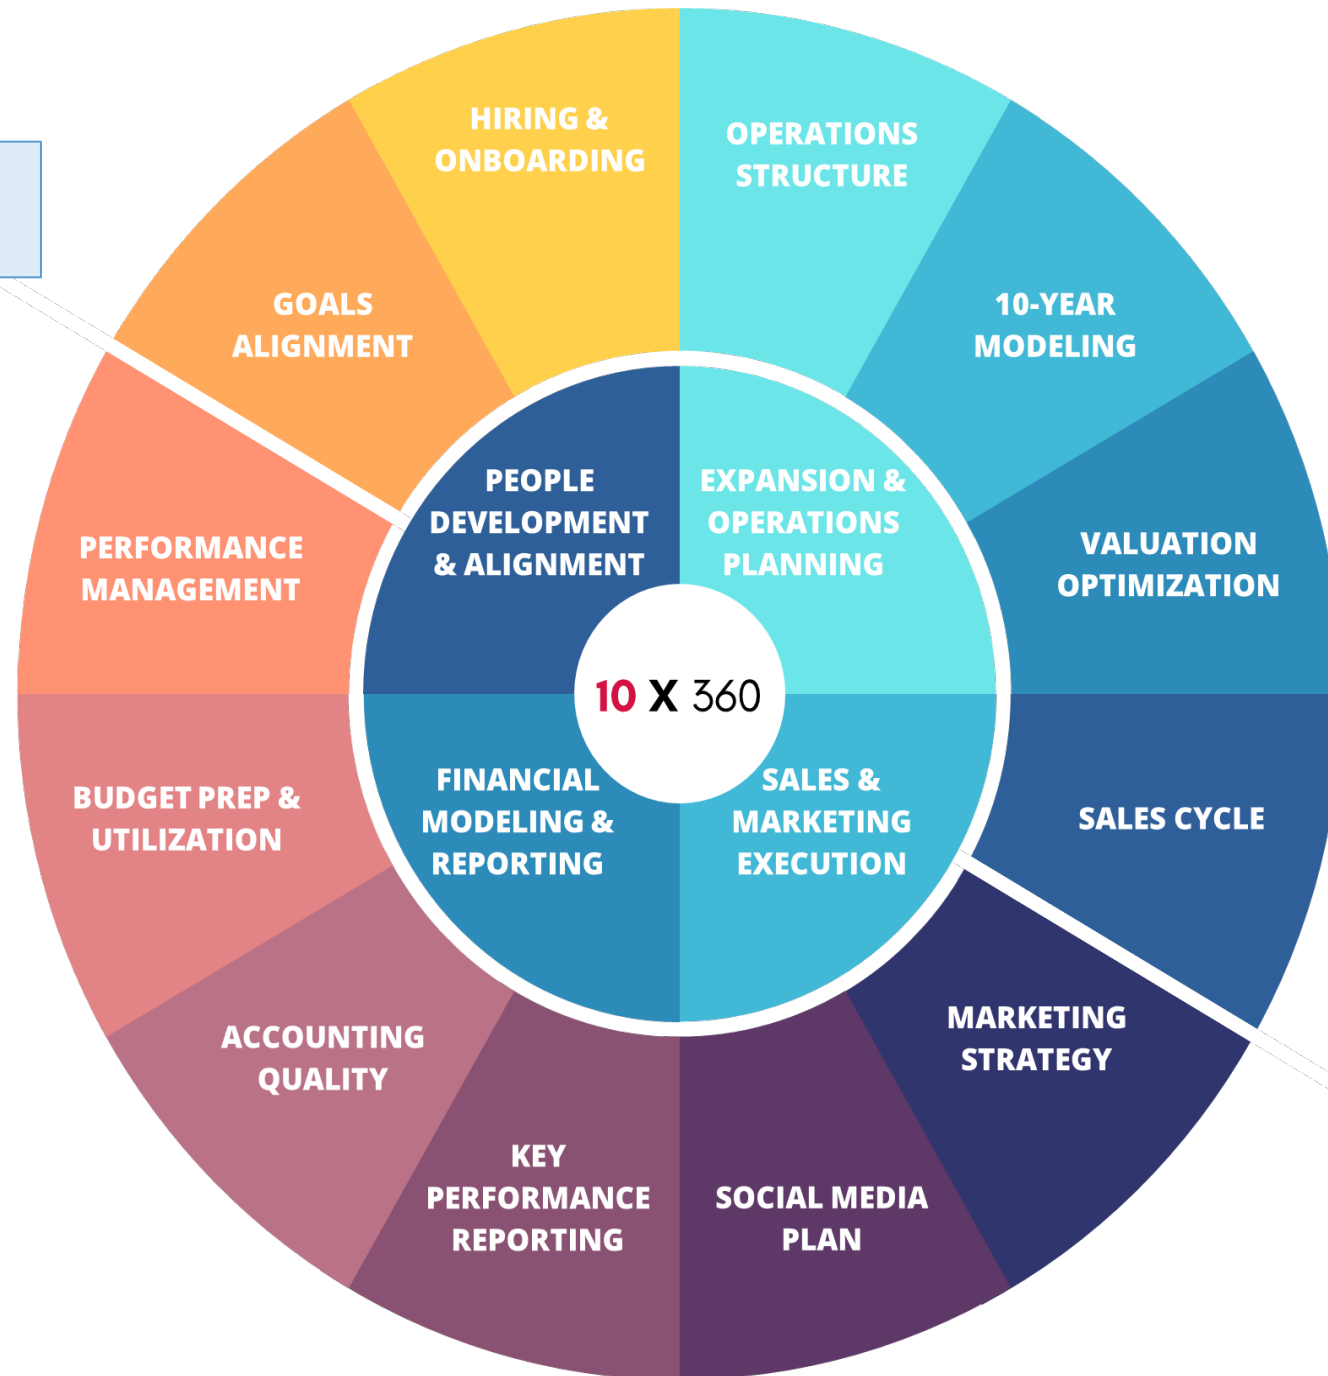 HIRING &
ONBOARDING
OPERATIONS
STRUCTURE
10-YEAR
MODELING
VALUATION
OPTIMIZATION
SALES CYCLE
MARKETING
STRATEGY
SOCIAL MEDIA
PLAN
KEY
PERFORMANCE
REPORTING
ACCOUNTING
QUALITY
BUDGET PREP &
UTILIZATION
PERFORMANCE
MANAGEMENT
GOALS
ALIGNMENT
PEOPLE
DEVELOPMENT
& ALIGNMENT
EXPANSION &
OPERATIONS
PLANNING
10 X 360
FINANCIAL
MODELING &
REPORTING
SALES &
MARKETING
EXECUTION